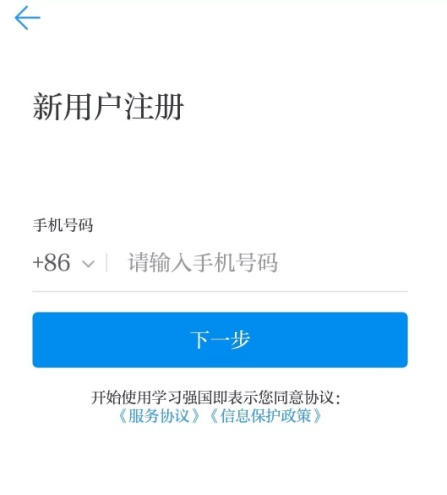 新用户注册
手机号码
+86 请输入手机号码
下一步
开始使用学习强国即表示您同意协议：
《服务协议》《信息保护政策》